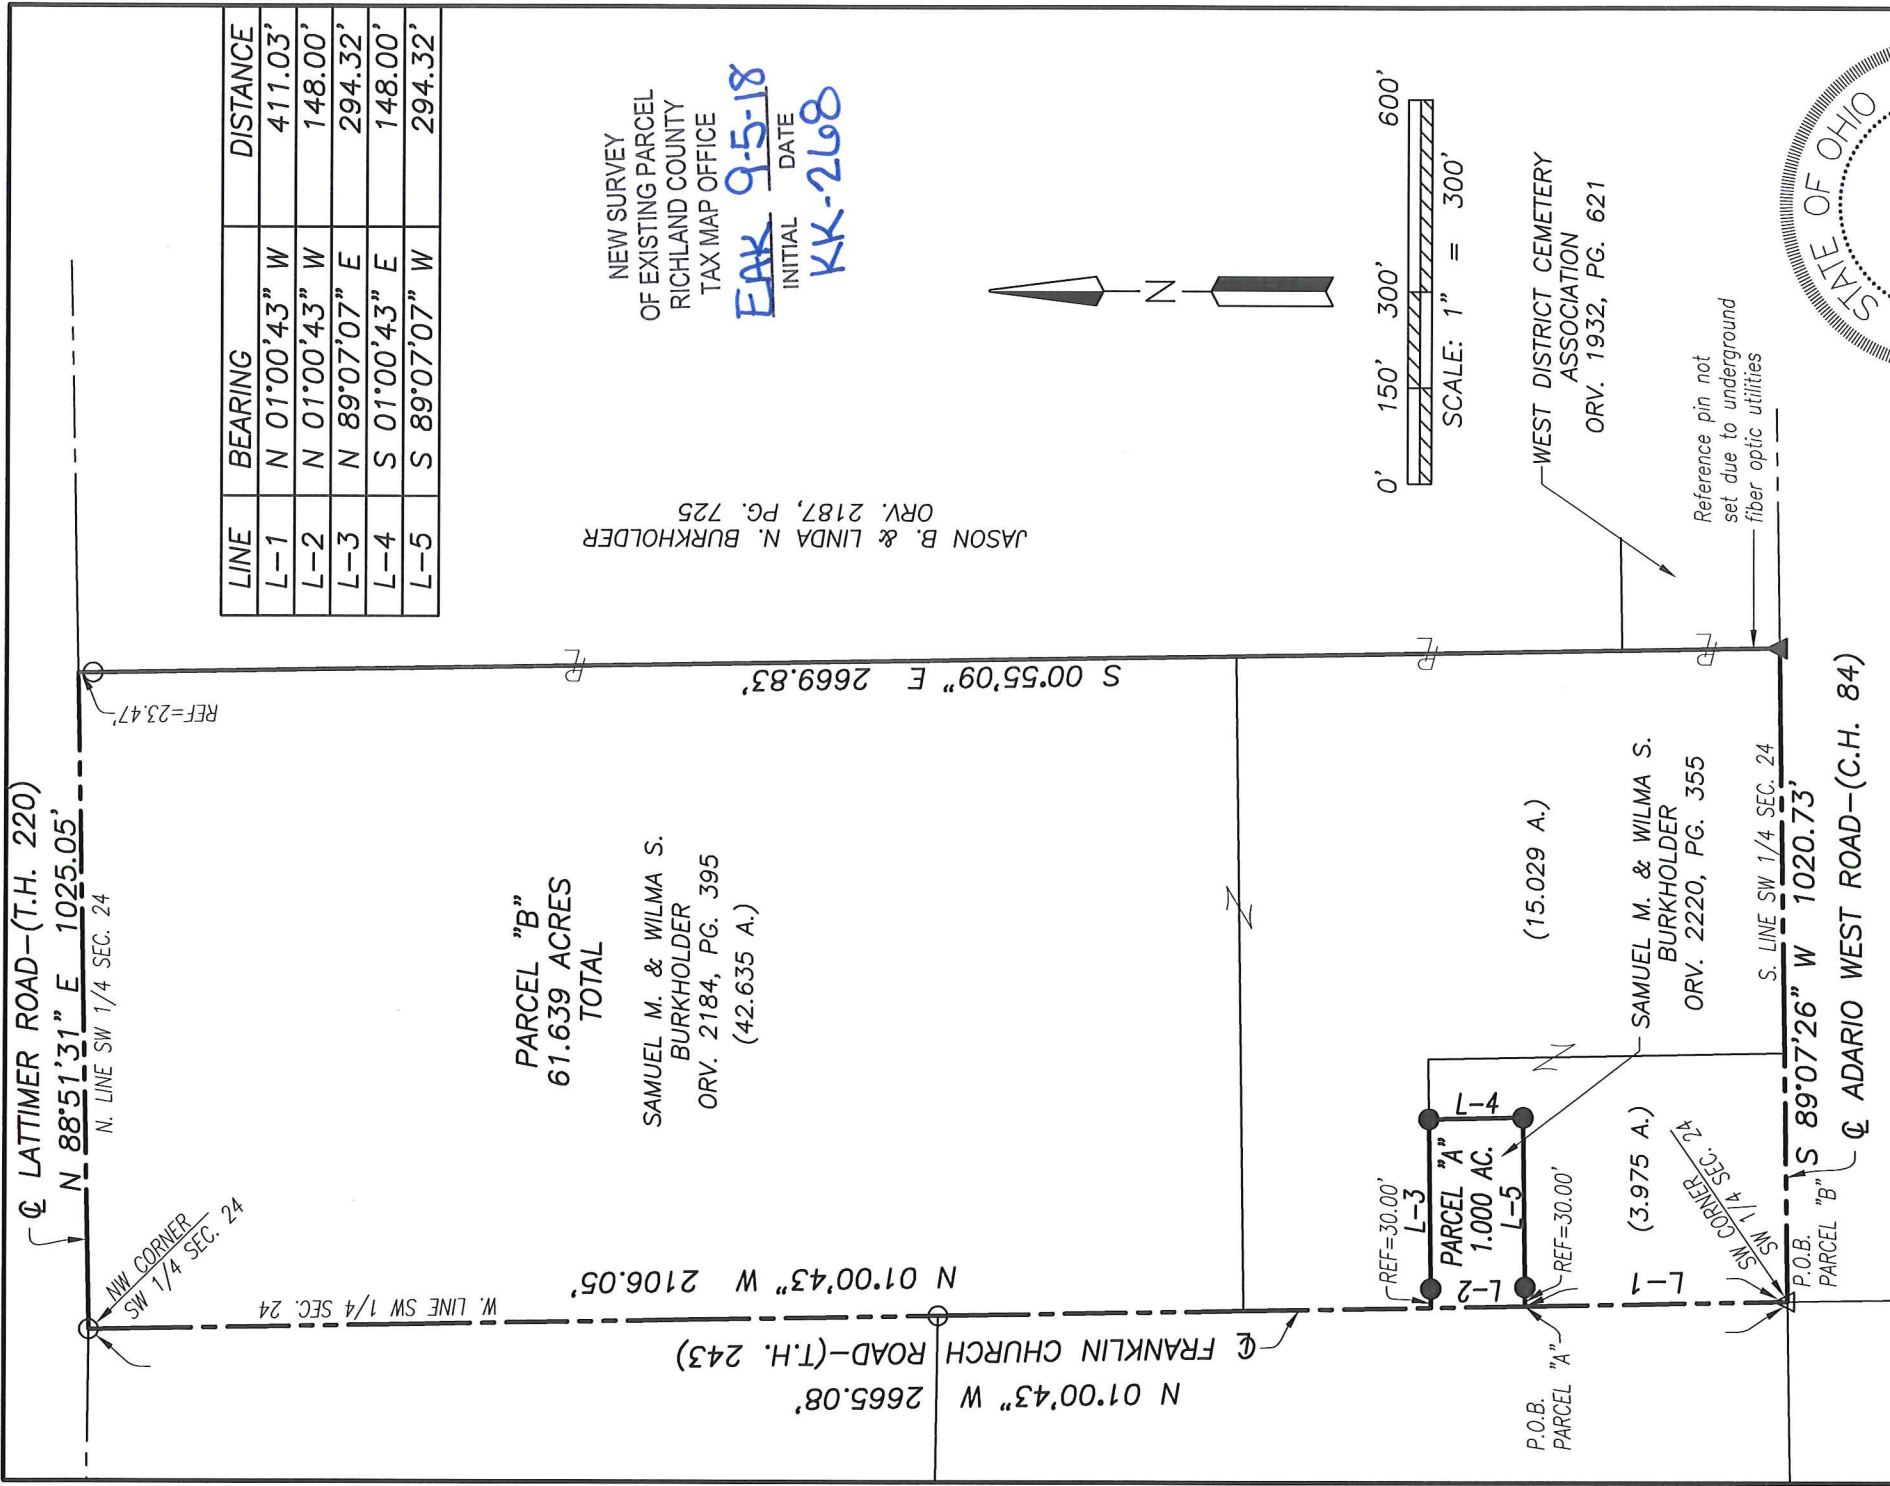 LINE BEARING DISTANCE
L-1 N 01°00'43" W 411.03'
L-2 N 01°00'43" W 148.00'
L-3 N 89°07'07" E 294.32'
L-4 S 01°00'43" E 148.00'
L-5 S 89°07'07" W 294.32'
NEW SURVEY
OF EXISTING PARCEL
RICHLAND COUNTY
TAX MAP OFFICE
EAK 9-5-18
INITIAL DATE
KK-268
N
0' 150' 300' 600'
SCALE: 1" = 300'
WEST DISTRICT CEMETERY
ASSOCIATION
ORV. 1932, PG. 621
Reference pin not
set due to underground
fiber optic utilities
STATE OF OHIO
JASON B. & LINDA N. BURKHOLDER
ORV. 2187, PG. 725
℄ LATTIMER ROAD-(T.H. 220)
N 88°51'31" E 1025.05'
N. LINE SW 1/4 SEC. 24
REF=23.47'
NW CORNER
SW 1/4 SEC. 24
S 00°55'09" E 2669.83'
PARCEL "B"
61.639 ACRES
TOTAL
SAMUEL M. & WILMA S.
BURKHOLDER
ORV. 2184, PG. 395
(42.635 A.)
W. LINE SW 1/4 SEC. 24
N 01°00'43" W 2106.05'
℄ FRANKLIN CHURCH ROAD-(T.H. 243)
N 01°00'43" W 2665.08'
(15.029 A.)
SAMUEL M. & WILMA S.
BURKHOLDER
ORV. 2220, PG. 355
REF=30.00'
L-3
L-4
PARCEL "A"
1.000 AC.
L-5
L-2
REF=30.00'
P.O.B.
PARCEL "A"
(3.975 A.)
L-1
SW CORNER
SW 1/4 SEC. 24
P.O.B.
PARCEL "B"
S. LINE SW 1/4 SEC. 24
S 89°07'26" W 1020.73'
℄ ADARIO WEST ROAD-(C.H. 84)